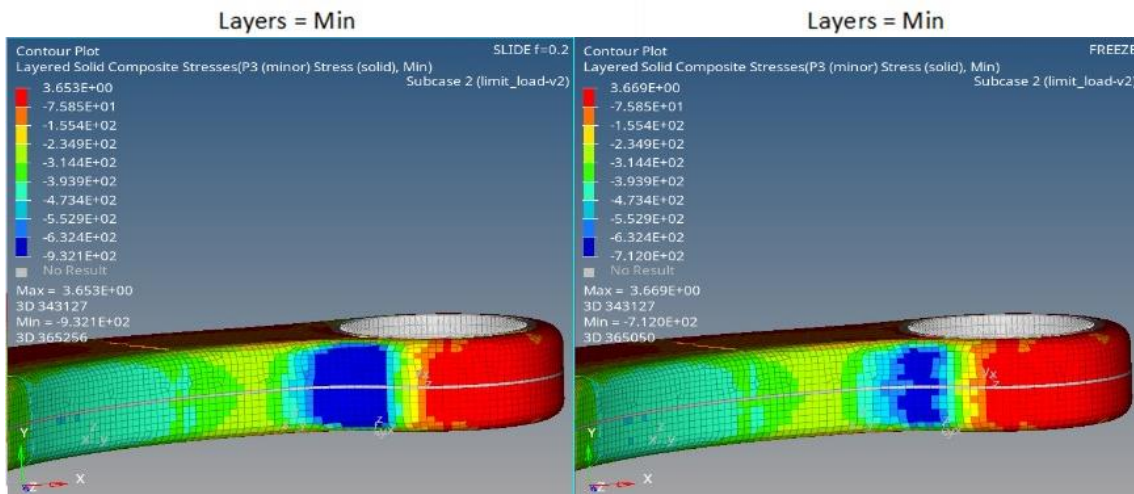 Layers = Min
Layers = Min
Contour Plot
SLIDE f=0.2
Layered Solid Composite Stresses(P3 (minor) Stress (solid), Min)
Subcase 2 (limit_load-v2)
3.653E+00
-7.585E+01
-1.554E+02
-2.349E+02
-3.144E+02
-3.939E+02
-4.734E+02
-5.529E+02
-6.324E+02
-9.321E+02
No Result
Max = 3.653E+00
3D 343127
Min = -9.321E+02
3D 365256
Y
X
Z
Contour Plot
FREEZE
Layered Solid Composite Stresses(P3 (minor) Stress (solid), Min)
Subcase 2 (limit_load-v2)
3.669E+00
-7.585E+01
-1.554E+02
-2.349E+02
-3.144E+02
-3.939E+02
-4.734E+02
-5.529E+02
-6.324E+02
-7.120E+02
No Result
Max = 3.669E+00
3D 343127
Min = -7.120E+02
3D 365050
Y
X
Z